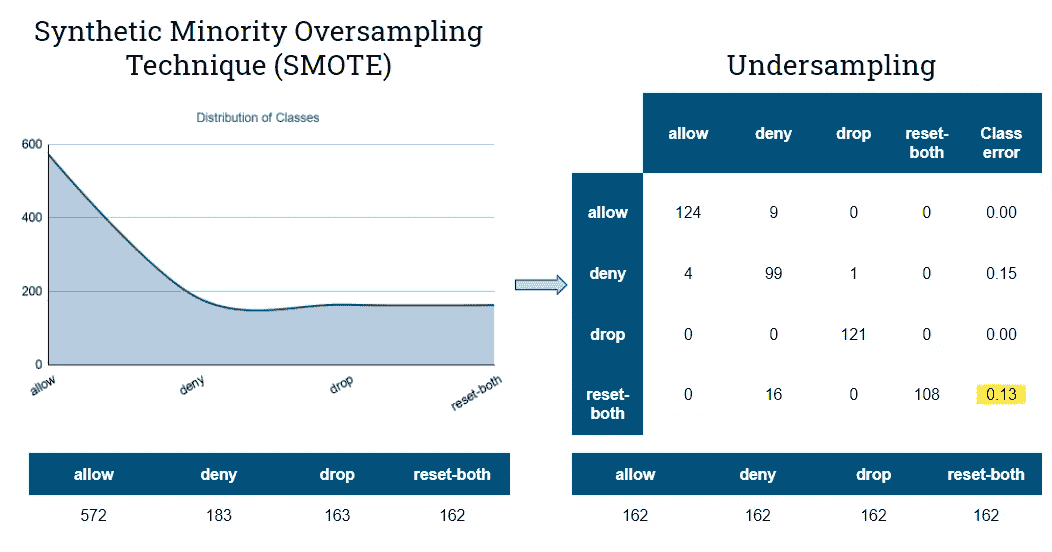 Synthetic Minority Oversampling
Technique (SMOTE)
Distribution of Classes
600
400
200
0
allow
deny
drop
reset-both
allow deny drop reset-both
572 183 163 162
Undersampling
allow deny drop reset-both Class error
allow 124 9 0 0 0.00
deny 4 99 1 0 0.15
drop 0 0 121 0 0.00
reset-both 0 16 0 108 0.13
allow deny drop reset-both
162 162 162 162